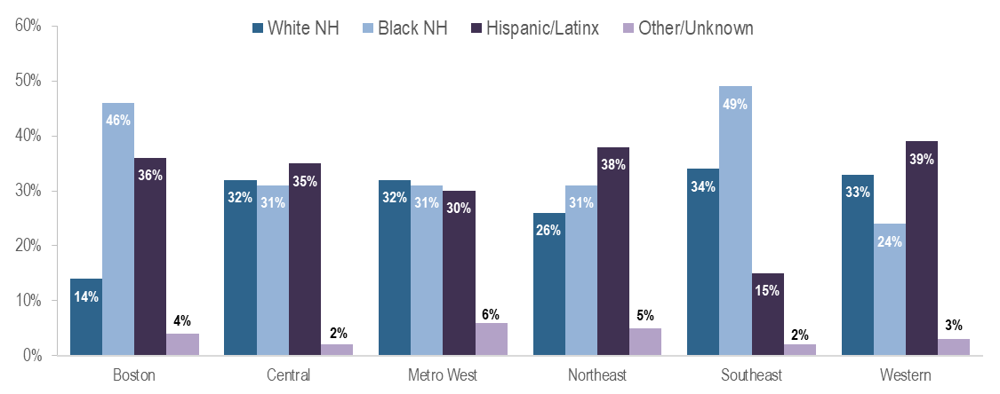 White NH Black NH Hispanic/Latinx Other/Unknown
60%
50%
40%
30%
20%
10%
0%
14% 46% 36% 4%
32% 31% 35% 2%
32% 31% 30% 6%
26% 31% 38% 5%
34% 49% 15% 2%
33% 24% 39% 3%
Boston Central Metro West Northeast Southeast Western